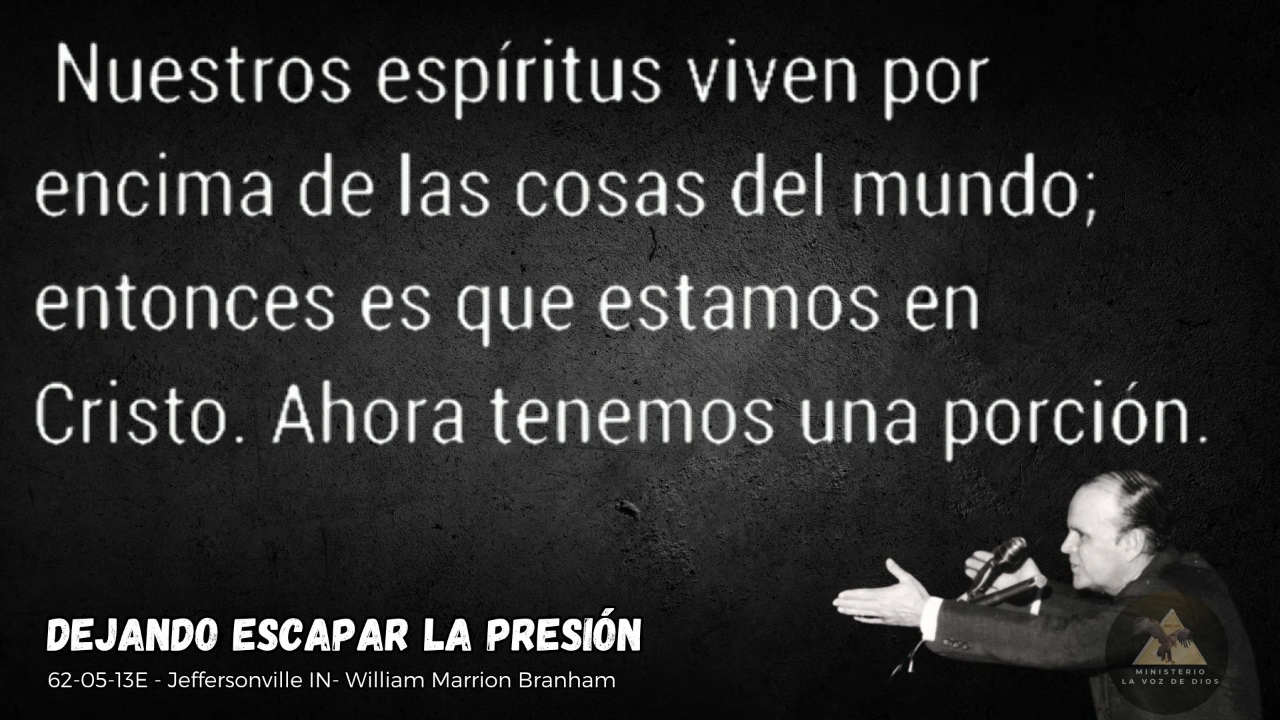 Nuestros espíritus viven por
encima de las cosas del mundo;
entonces es que estamos en
Cristo. Ahora tenemos una porción.
DEJANDO ESCAPAR LA PRESIÓN
62-05-13E - Jeffersonville IN- William Marrion Branham
MINISTERIO
LA VOZ DE DIOS